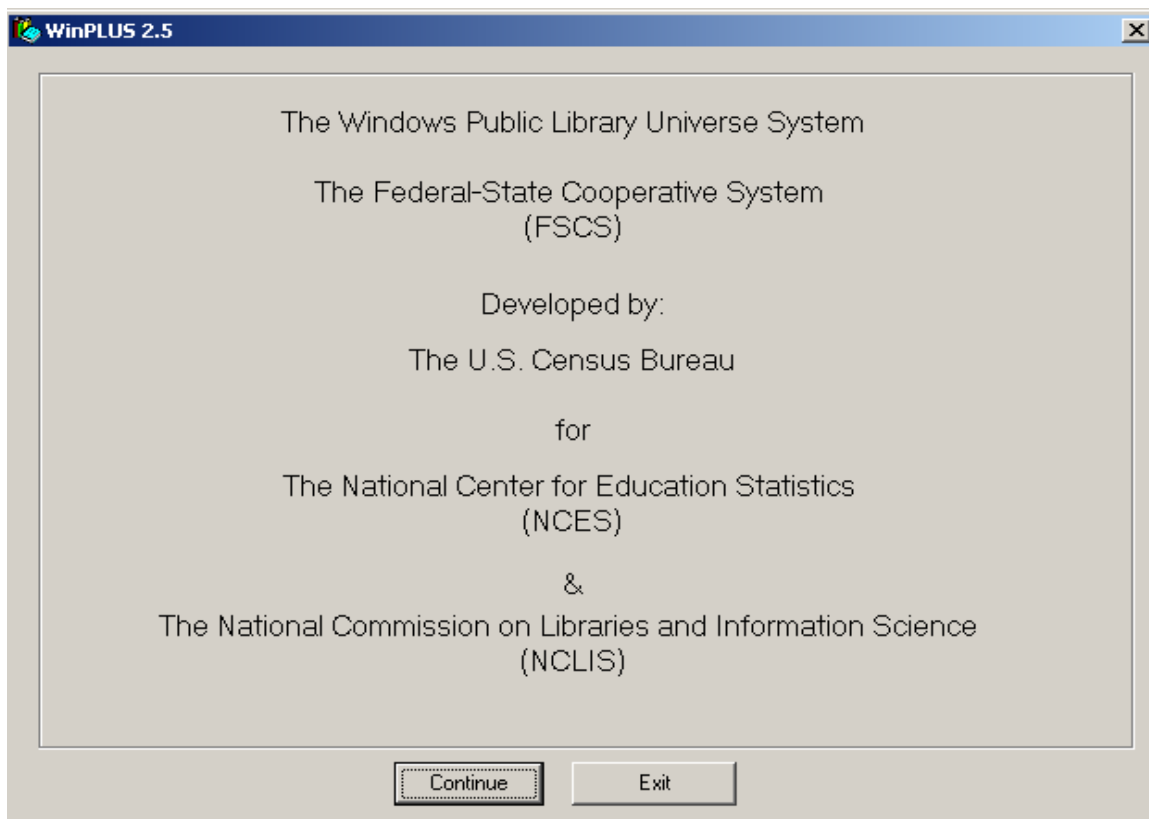 WinPLUS 2.5
The Windows Public Library Universe System
The Federal-State Cooperative System
(FSCS)
Developed by:
The U.S. Census Bureau
for
The National Center for Education Statistics
(NCES)
&
The National Commission on Libraries and Information Science
(NCLIS)
Continue
Exit